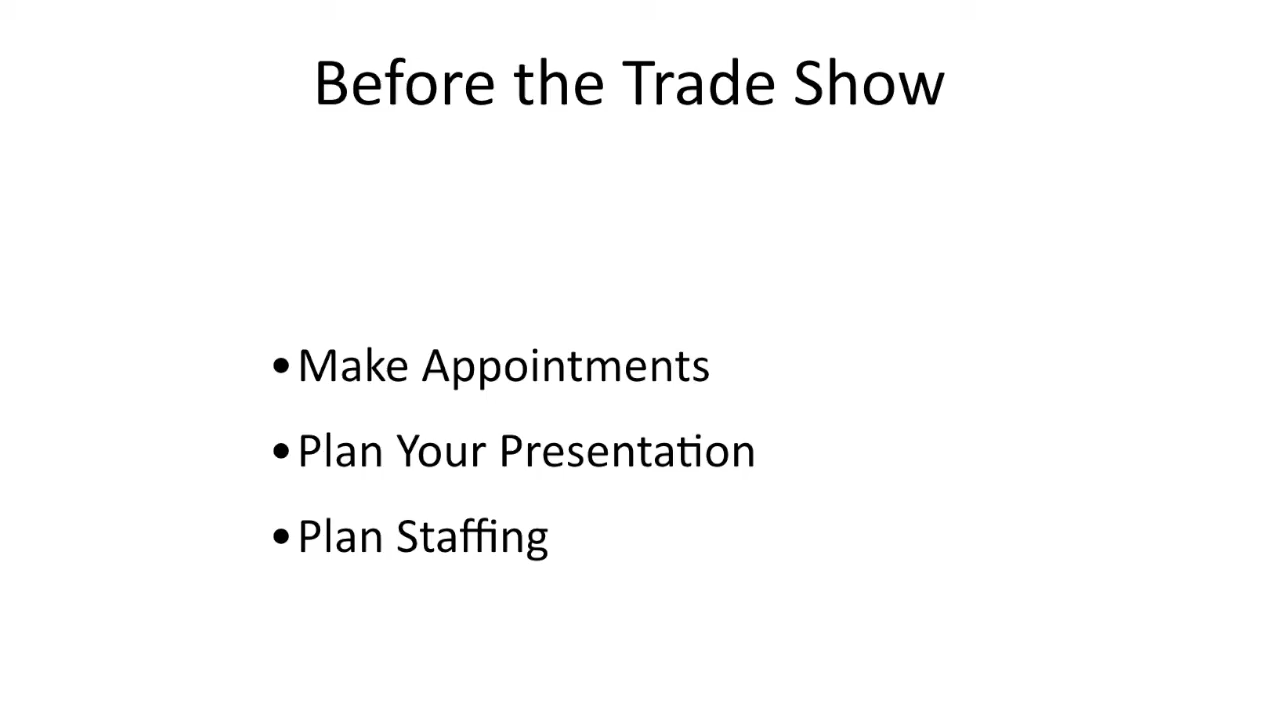 Before the Trade Show
•Make Appointments
•Plan Your Presentation
•Plan Staffing